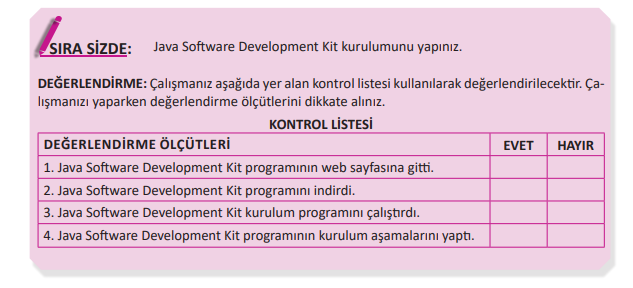 SIRA SİZDE: Java Software Development Kit kurulumunu yapınız.
DEĞERLENDİRME: Çalışmanız aşağıda yer alan kontrol listesi kullanılarak değerlendirilecektir. Ça-
lışmanızı yaparken değerlendirme ölçütlerini dikkate alınız.
KONTROL LİSTESİ
DEĞERLENDİRME ÖLÇÜTLERİ EVET HAYIR
1. Java Software Development Kit programının web sayfasına gitti.
2. Java Software Development Kit programını indirdi.
3. Java Software Development Kit kurulum programını çalıştırdı.
4. Java Software Development Kit programının kurulum aşamalarını yaptı.